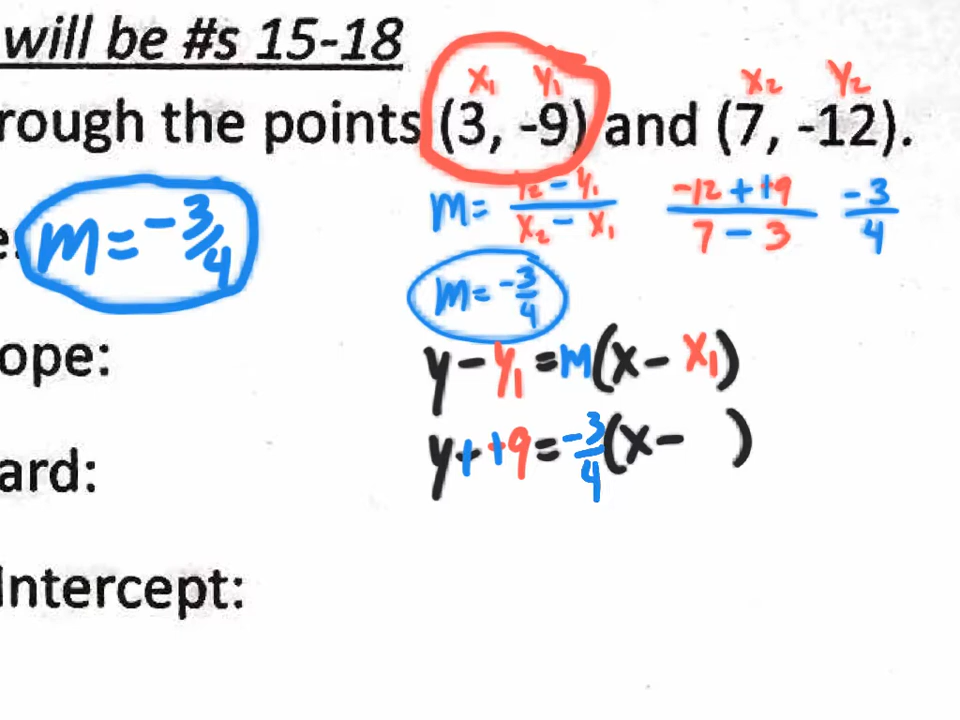 will be #s 15-18
X₁ Y₁ X₂ Y₂
rough the points (3, -9) and (7, -12).
m= Y₂ - Y₁ / X₂ - X₁ -12 + +9 / 7 - 3 -3/4
m=-3/4
m=-3/4
ope: y - y₁ = m(x - x₁)
ard: y + +9 = -3/4(x - )
Intercept: